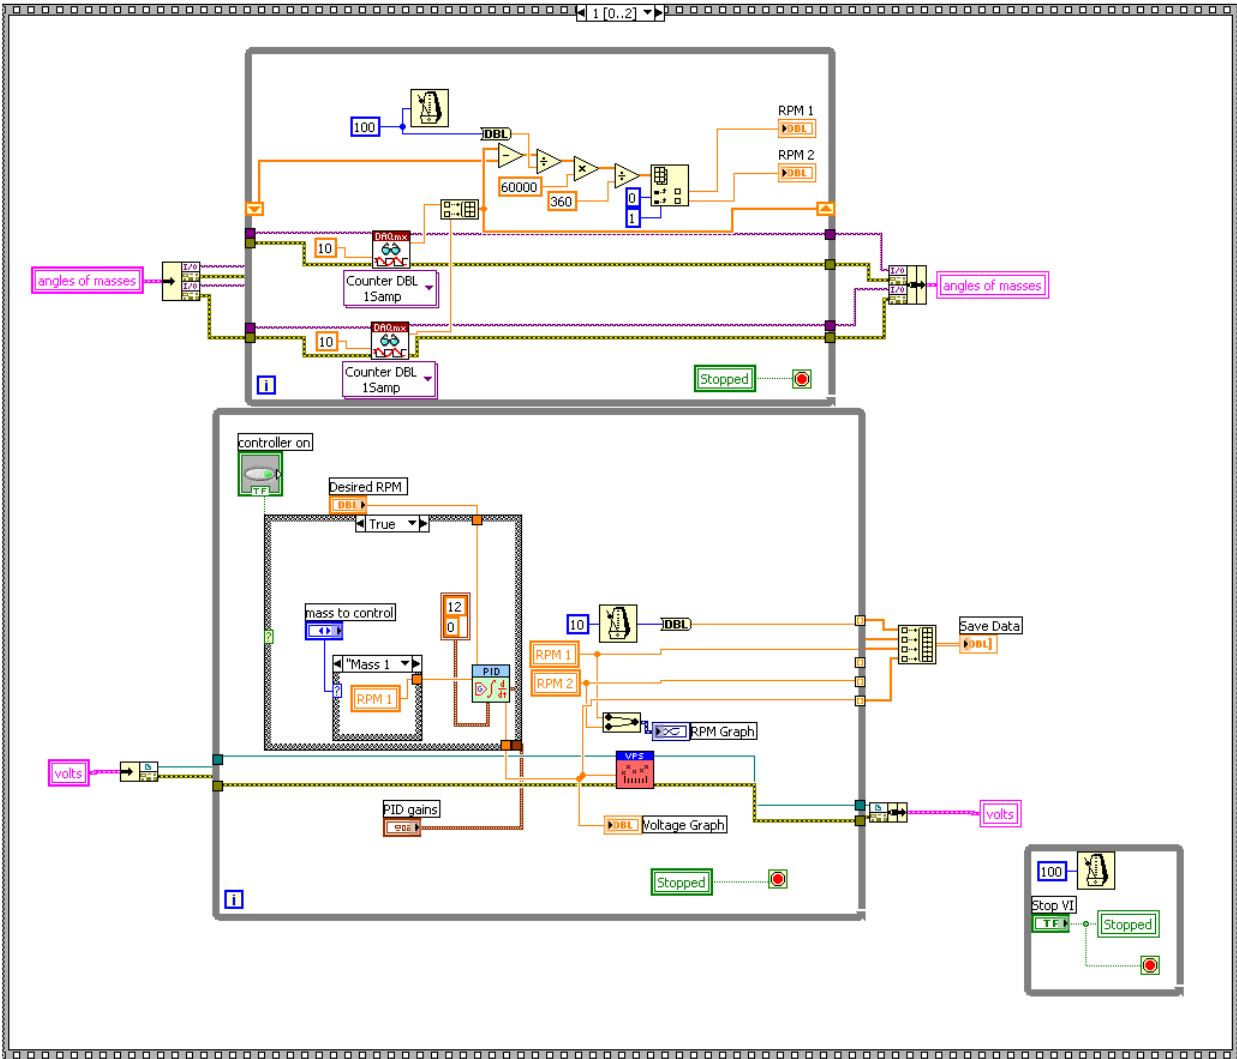 1 [0..2]
RPM 1
100
DBL
DBL
RPM 2
60000
DBL
360
0
1
DAQmx
10
I/O
I/O
I/O
I/O
angles of masses
angles of masses
Counter DBL
1Samp
DAQmx
10
Counter DBL
1Samp
Stopped
i
controller on
TF
Desired RPM
DBL
True
12
0
mass to control
10
DBL
Save Data
DBL]
?
RPM 1
"Mass 1
PID
RPM 2
?
RPM 1
G
d
dt
RPM Graph
VPS
volts
volts
PID gains
DBL
Voltage Graph
Stopped
100
i
Stop VI
TF
Stopped